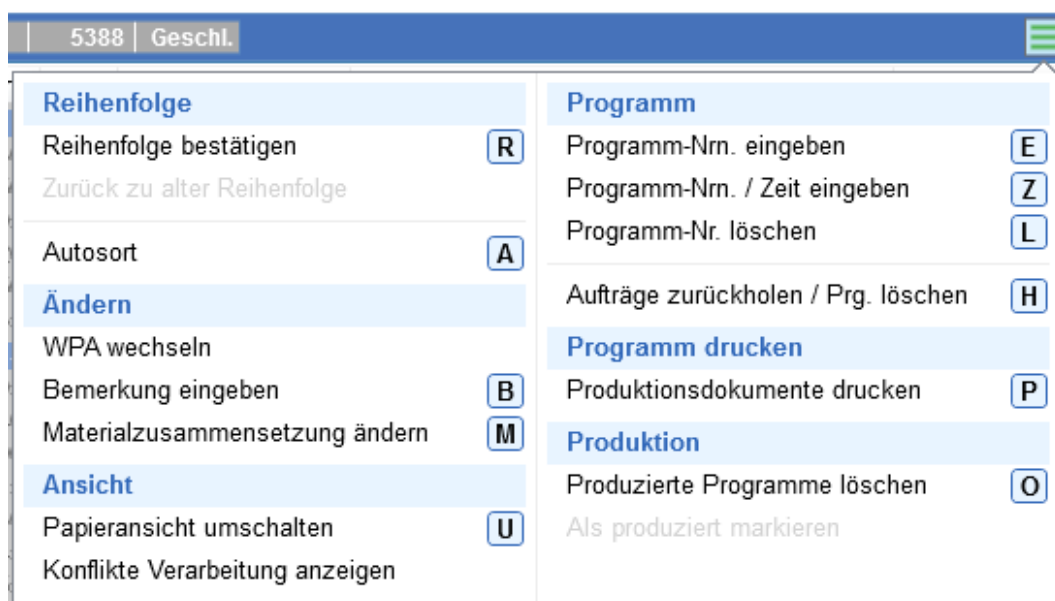 5388 Geschl.
Reihenfolge
Reihenfolge bestätigen R
Zurück zu alter Reihenfolge
Autosort A
Ändern
WPA wechseln
Bemerkung eingeben B
Materialzusammensetzung ändern M
Ansicht
Papieransicht umschalten U
Konflikte Verarbeitung anzeigen
Programm
Programm-Nrn. eingeben E
Programm-Nrn. / Zeit eingeben Z
Programm-Nr. löschen L
Aufträge zurückholen / Prg. löschen H
Programm drucken
Produktionsdokumente drucken P
Produktion
Produzierte Programme löschen O
Als produziert markieren